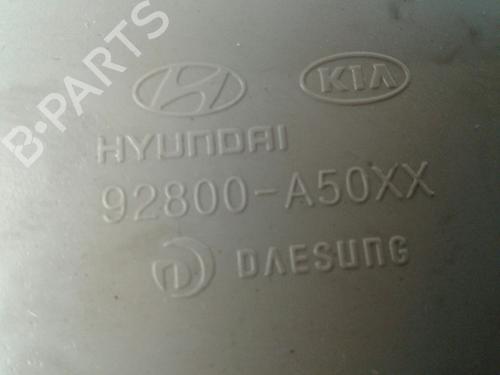 B-PARTS
KIA
HYUNDAI
92800-A50XX
DAESUNG